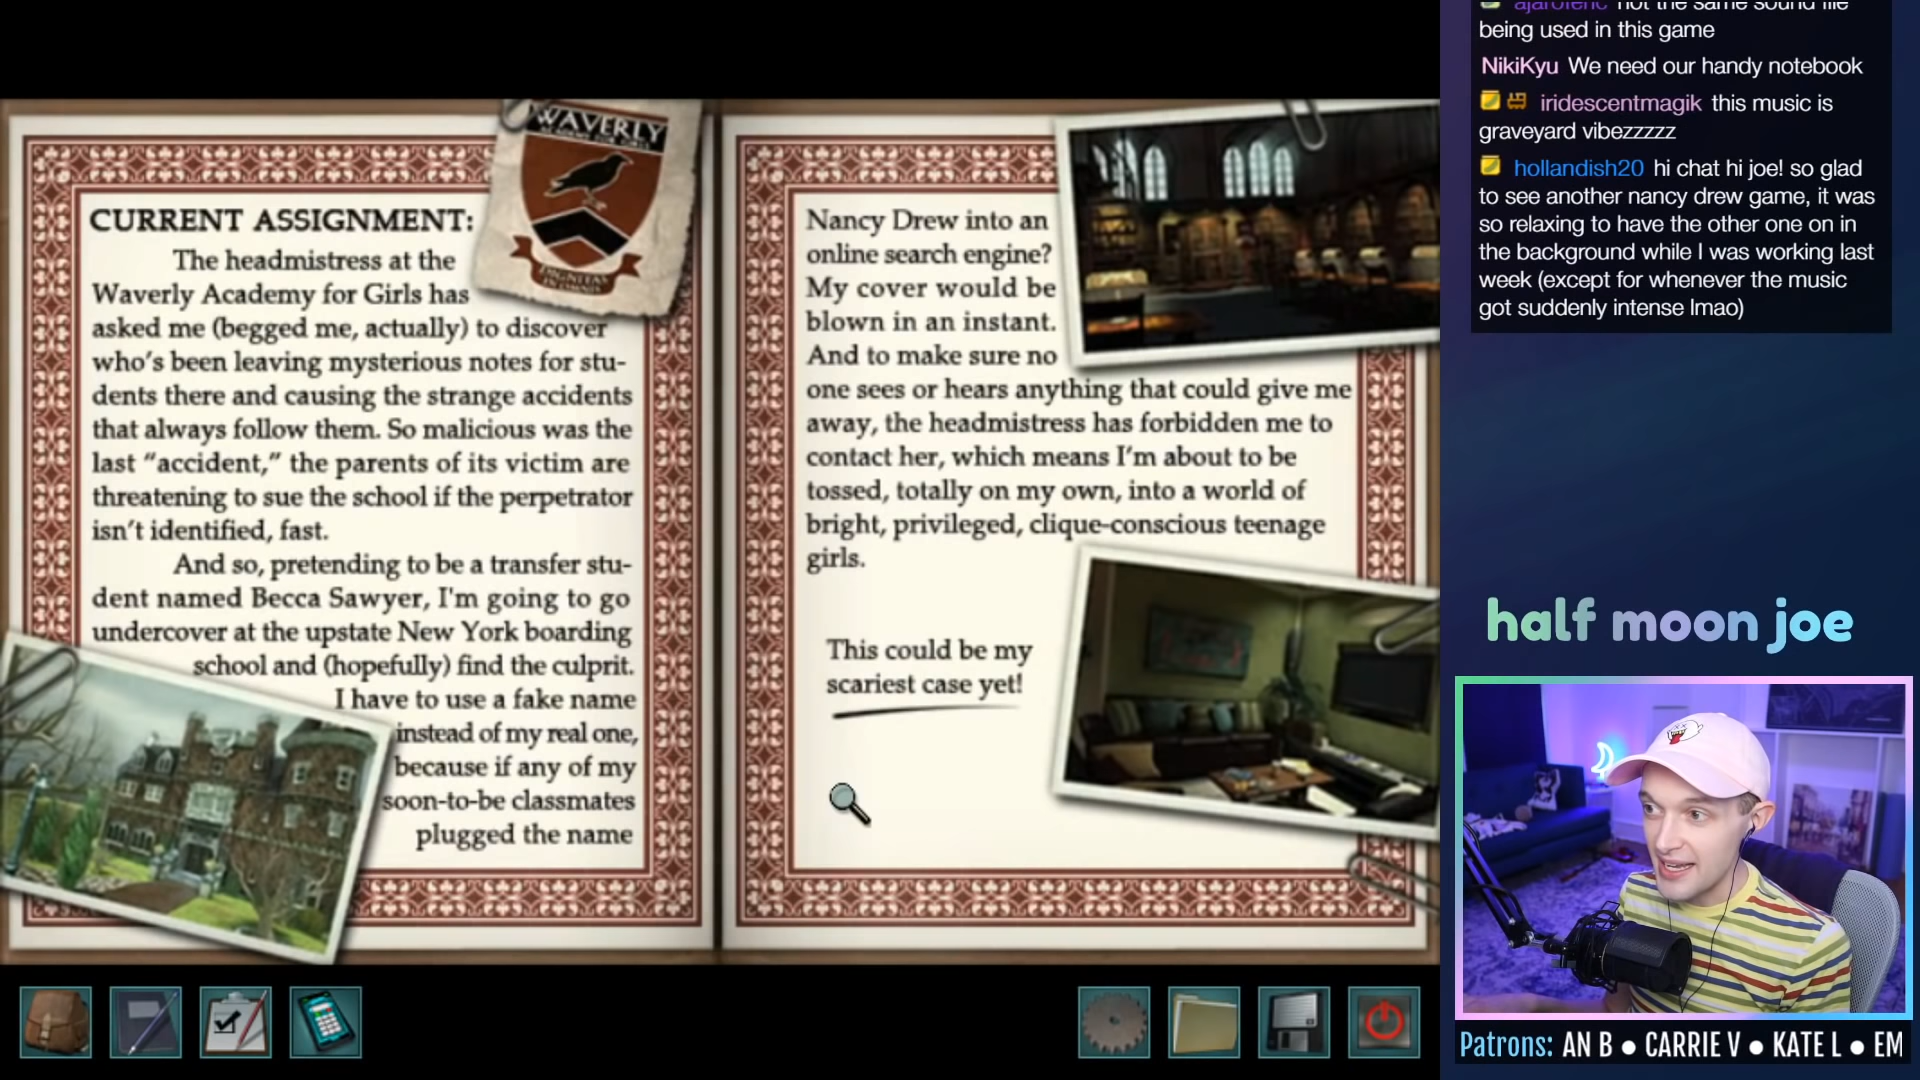 WAVERLY
ACADEMY FOR GIRLS
CURRENT ASSIGNMENT:
The headmistress at the
Waverly Academy for Girls has
asked me (begged me, actually) to discover
who's been leaving mysterious notes for stu-
dents there and causing the strange accidents
that always follow them. So malicious was the
last "accident," the parents of its victim are
threatening to sue the school if the perpetrator
isn't identified, fast.
And so, pretending to be a transfer stu-
dent named Becca Sawyer, I'm going to go
undercover at the upstate New York boarding
school and (hopefully) find the culprit.
I have to use a fake name
instead of my real one,
because if any of my
soon-to-be classmates
plugged the name
Nancy Drew into an
online search engine?
My cover would be
blown in an instant.
And to make sure no
one sees or hears anything that could give me
away, the headmistress has forbidden me to
contact her, which means I'm about to be
tossed, totally on my own, into a world of
bright, privileged, clique-conscious teenage
girls.
This could be my
scariest case yet!
not the same sound file
being used in this game
NikiKyu We need our handy notebook
iridescentmagik this music is
graveyard vibezzzzz
hollandish20 hi chat hi joe! so glad
to see another nancy drew game, it was
so relaxing to have the other one on in
the background while I was working last
week (except for whenever the music
got suddenly intense lmao)
half moon joe
Patrons: AN B ● CARRIE V ● KATE L ● EM